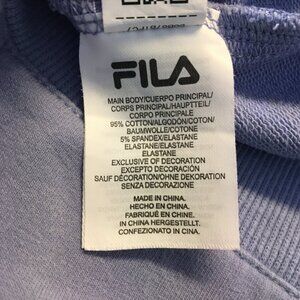 FILA
MAIN BODY/CUERPO PRINCIPAL/
CORPS PRINCIPAL/HAUPTTEIL/
CORPO PRINCIPALE
95% COTTON/ALGODÓN/COTON/
BAUMWOLLE/COTONE
5% SPANDEX/ELASTANE
ELASTANE/ELASTANE
ELASTANE
EXCLUSIVE OF DECORATION
EXCEPTO DECORACIÓN
SAUF DÉCORATION/OHNE DEKORATION
SENZA DECORAZIONE
MADE IN CHINA.
HECHO EN CHINA.
FABRIQUÉ EN CHINE.
IN CHINA HERGESTELLT.
CONFEZIONATO IN CINA.